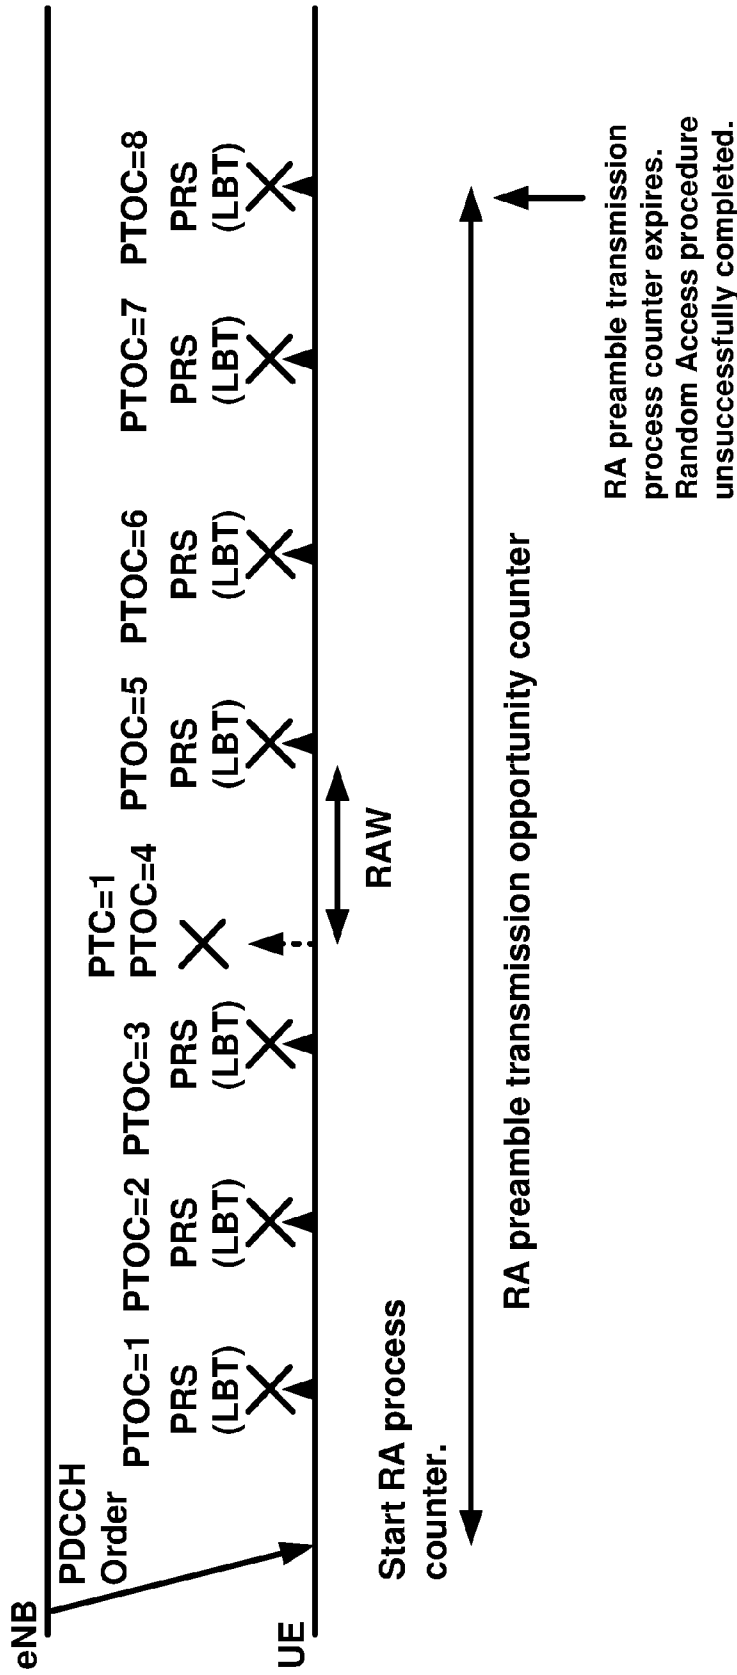 eNB
PDCCH
Order
PTOC=1
PRS
(LBT)
PTOC=2
PRS
(LBT)
PTOC=3
PRS
(LBT)
PTC=1
PTOC=4
PTOC=5
PRS
(LBT)
PTOC=6
PRS
(LBT)
PTOC=7
PRS
(LBT)
PTOC=8
PRS
(LBT)
UE
RAW
Start RA process
counter.
RA preamble transmission opportunity counter
RA preamble transmission
process counter expires.
Random Access procedure
unsuccessfully completed.